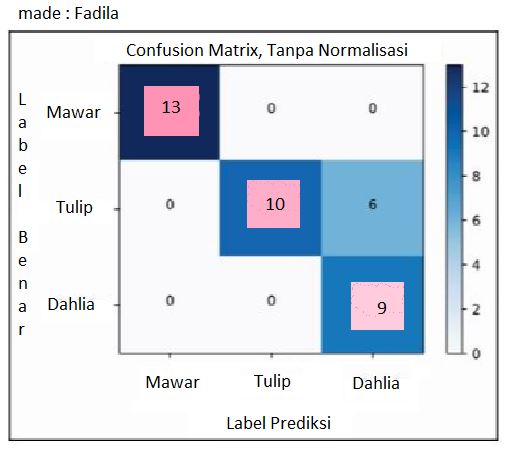 made : Fadila
Confusion Matrix, Tanpa Normalisasi
Label Benar
Mawar 13 0 0
Tulip 0 10 6
Dahlia 0 0 9
Mawar Tulip Dahlia
Label Prediksi
12
10
8
6
4
2
0